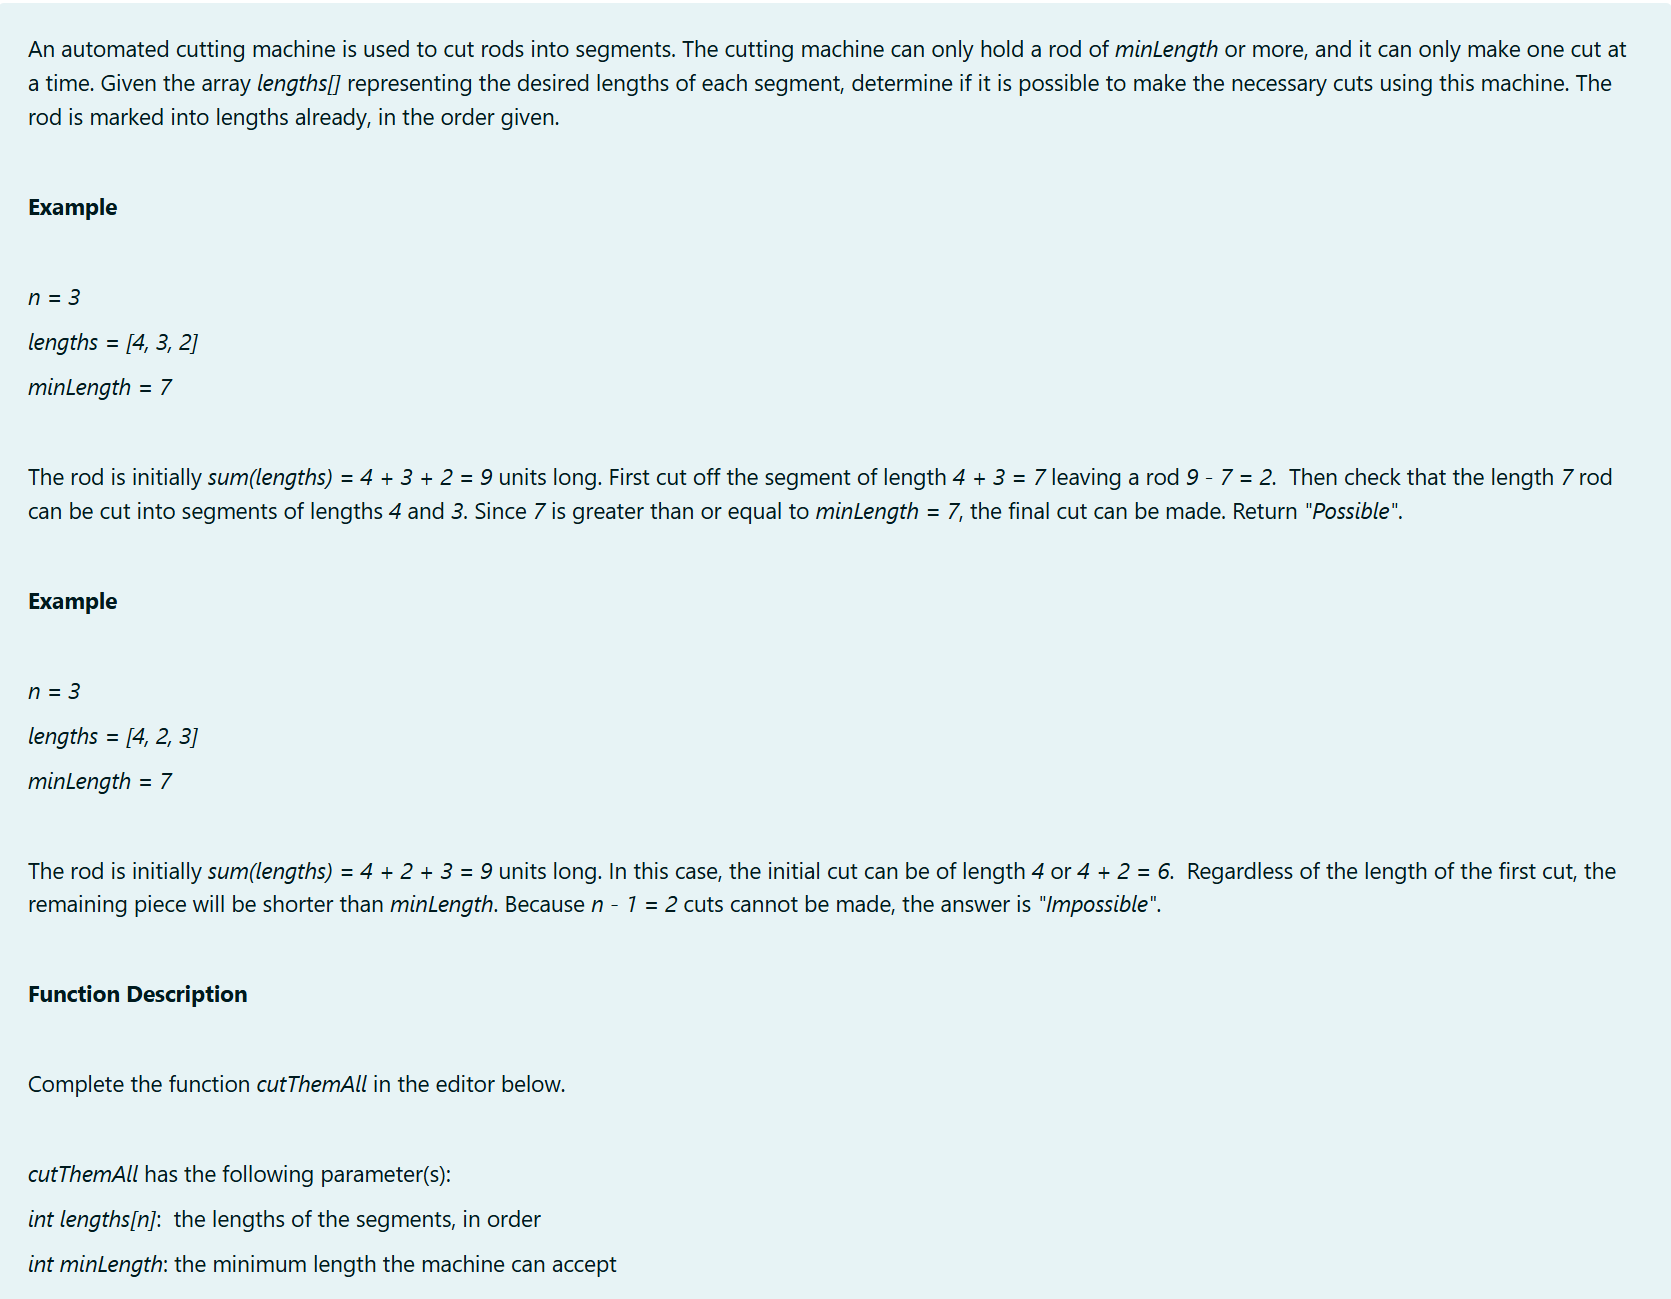 An automated cutting machine is used to cut rods into segments. The cutting machine can only hold a rod of minLength or more, and it can only make one cut at
a time. Given the array lengths[] representing the desired lengths of each segment, determine if it is possible to make the necessary cuts using this machine. The
rod is marked into lengths already, in the order given.
Example
n = 3
lengths = [4, 3, 2]
minLength = 7
The rod is initially sum(lengths) = 4 + 3 + 2 = 9 units long. First cut off the segment of length 4 + 3 = 7 leaving a rod 9 - 7 = 2.  Then check that the length 7 rod
can be cut into segments of lengths 4 and 3. Since 7 is greater than or equal to minLength = 7, the final cut can be made. Return "Possible".
Example
n = 3
lengths = [4, 2, 3]
minLength = 7
The rod is initially sum(lengths) = 4 + 2 + 3 = 9 units long. In this case, the initial cut can be of length 4 or 4 + 2 = 6.  Regardless of the length of the first cut, the
remaining piece will be shorter than minLength. Because n - 1 = 2 cuts cannot be made, the answer is "Impossible".
Function Description
Complete the function cutThemAll in the editor below.
cutThemAll has the following parameter(s):
int lengths[n]:  the lengths of the segments, in order
int minLength: the minimum length the machine can accept